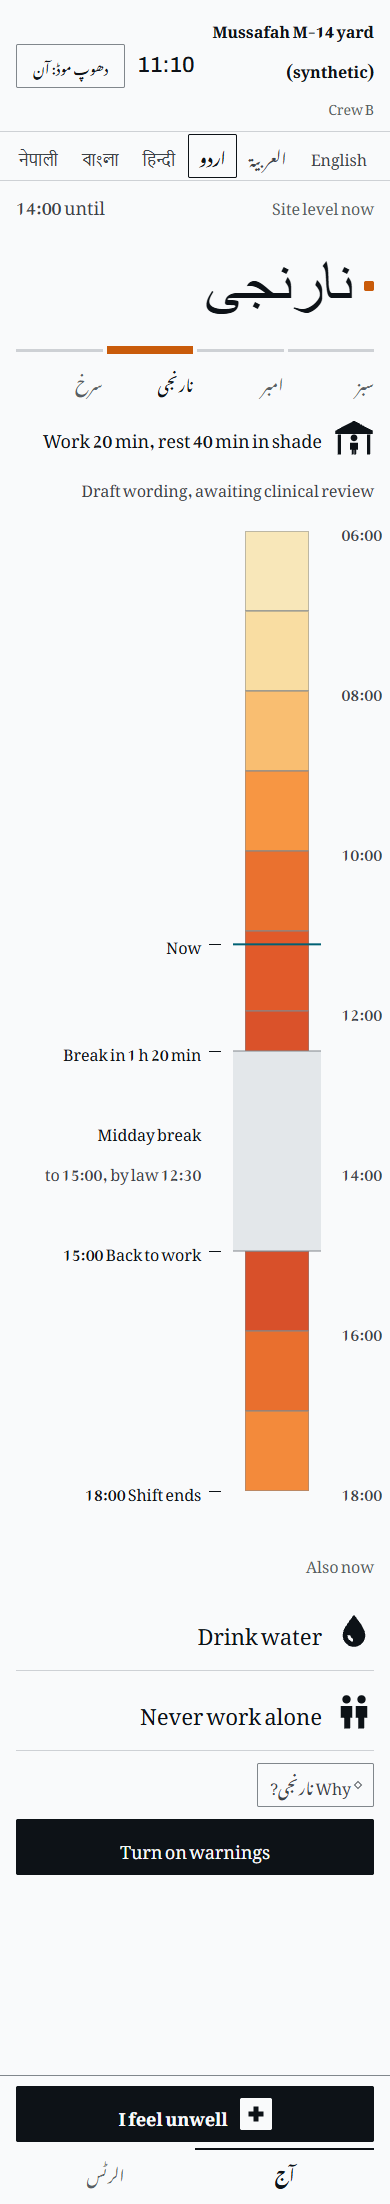 Mussafah M-14 yard
(synthetic)
Crew B
11:10
دھوپ موڈ: آن
English
العربية
اردو
हिन्दी
বাংলা
नेपाली
Site level now
14:00 until
نارنجی
سبز
امبر
نارنجی
سرخ
Work 20 min, rest 40 min in shade
Draft wording, awaiting clinical review
06:00
08:00
10:00
Now
12:00
Break in 1 h 20 min
Midday break
to 15:00, by law 12:30
14:00
15:00 Back to work
16:00
18:00 Shift ends
18:00
Also now
Drink water
Never work alone
Why نارنجی?
Turn on warnings
I feel unwell
آج
الرٹس